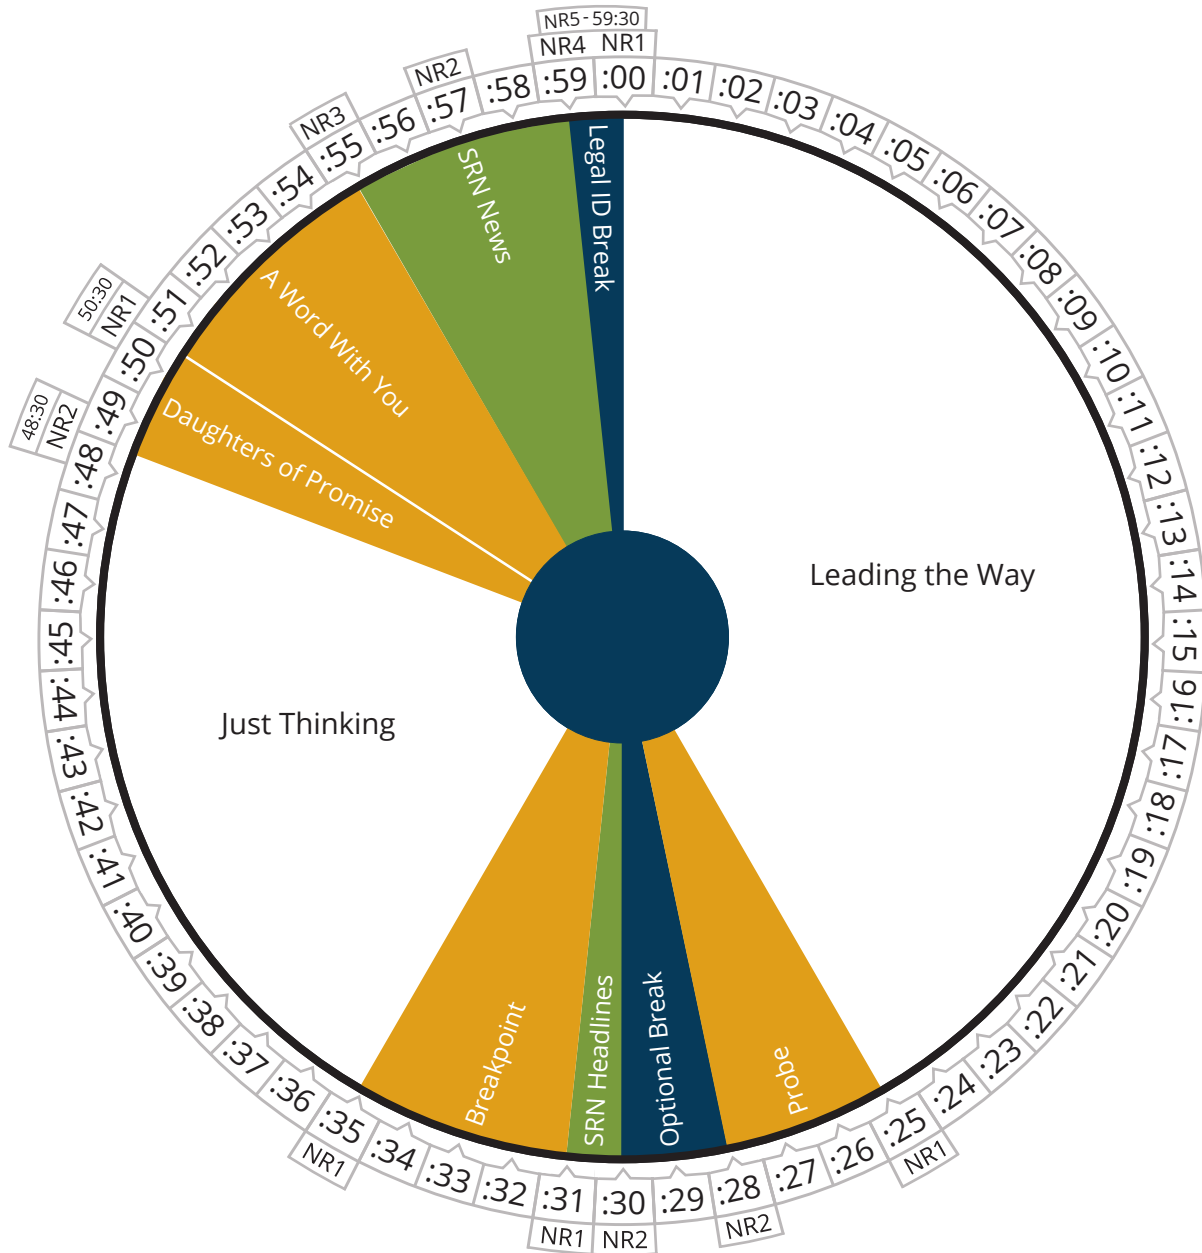 NR5 - 59:30
NR4
NR1
:00
:01
:02
:03
:04
:05
:06
:07
:08
:09
:10
:11
:12
:13
:14
:15
:16
:17
:18
:19
:20
:21
:22
:23
:24
:25
NR1
:26
:27
:28
NR2
:29
:30
NR2
:31
NR1
:32
:33
:34
:35
NR1
:36
:37
:38
:39
:40
:41
:42
:43
:44
:45
:46
:47
:48
48:30
NR2
:49
:50
50:30
NR1
:51
:52
:53
:54
:55
NR3
:56
:57
NR2
:58
:59
Legal ID Break
Leading the Way
Probe
Optional Break
SRN Headlines
Breakpoint
Just Thinking
Daughters of Promise
A Word With You
SRN News